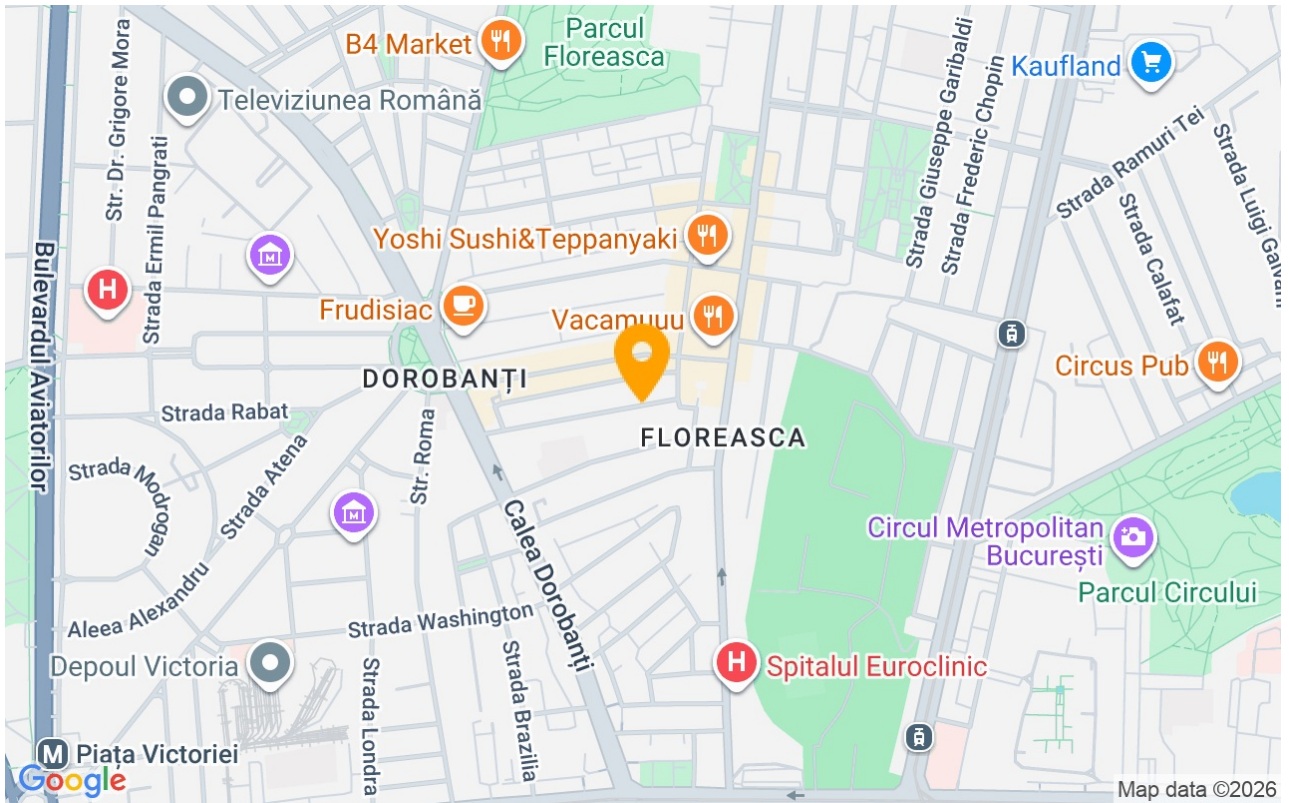 Parcul
Floreasca
B4 Market
Kaufland
Televiziunea Română
Str. Dr. Grigore Mora
Strada Ermil Pangrati
Strada Giuseppe Garibaldi
Strada Frederic Chopin
Strada Ramuri Tei
Strada Luigi Galvani
Strada Calafat
Yoshi Sushi&Teppanyaki
Bulevardul Aviatorilor
H
Frudisiac
Vacamuuu
Circus Pub
DOROBANȚI
Strada Rabat
FLOREASCA
Str. Roma
Strada Atena
Strada Modrogan
M
M
Calea Dorobanți
Circul Metropolitan
București
Parcul Circului
Aleea Alexandru
Strada Washington
Depoul Victoria
Strada Londra
Strada Brazilia
H
Spitalul Euroclinic
M
Piața Victoriei
Google
Map data ©2026